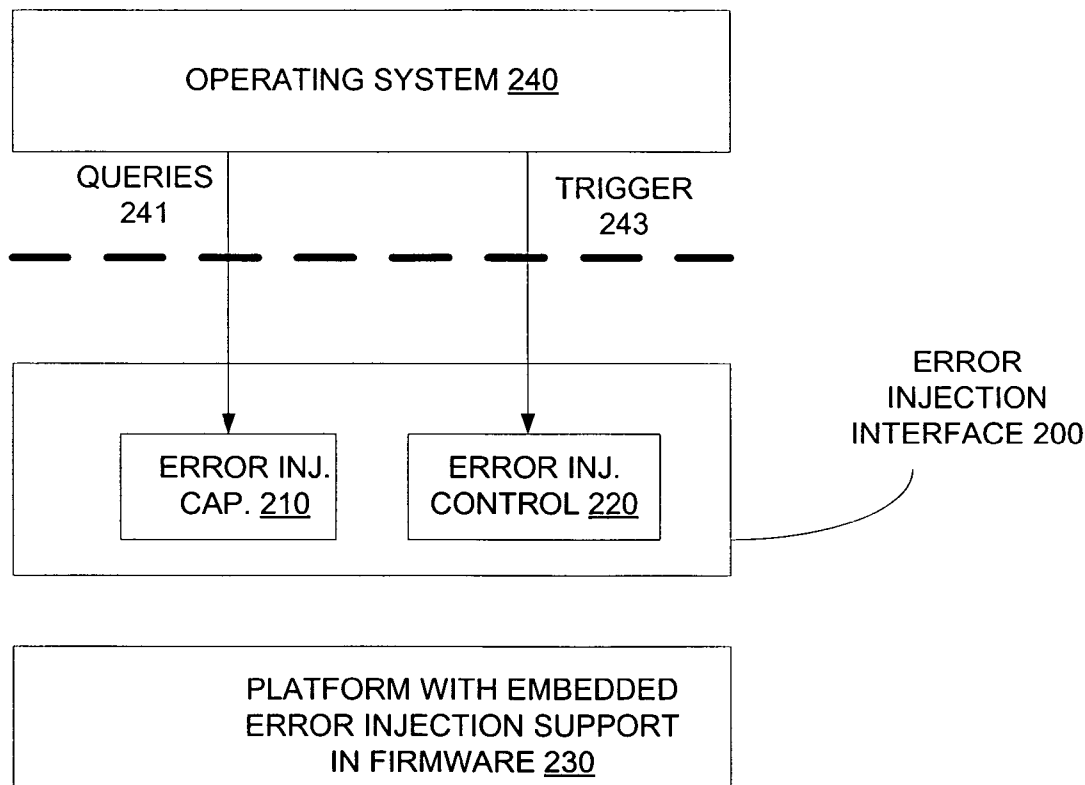 OPERATING SYSTEM 240
QUERIES
241
TRIGGER
243
ERROR
INJECTION
INTERFACE 200
ERROR INJ.
CAP. 210
ERROR INJ.
CONTROL 220
PLATFORM WITH EMBEDDED
ERROR INJECTION SUPPORT
IN FIRMWARE 230